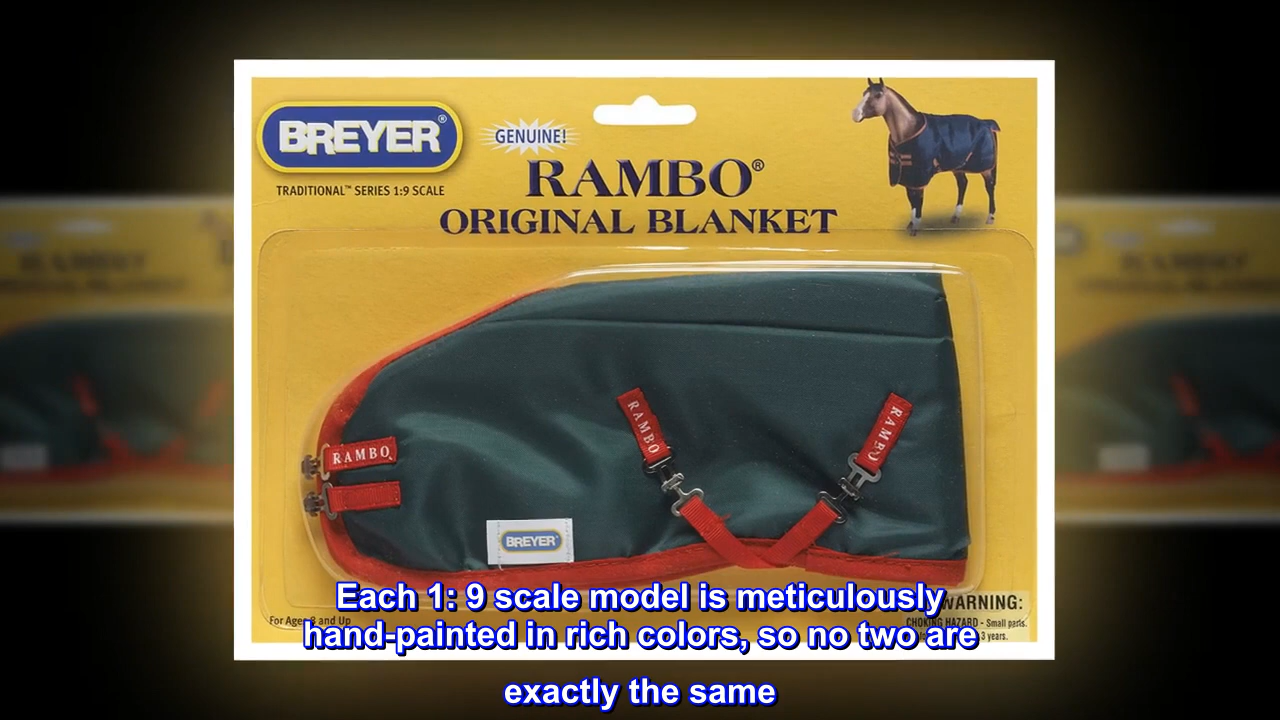 BREYER®
TRADITIONAL™ SERIES 1:9 SCALE
GENUINE!
RAMBO®
ORIGINAL BLANKET
RAMBO
RAMBO
RAMBO
BREYER
For Ages 8 and Up
WARNING:
CHOKING HAZARD - Small parts.
3 years.
Each 1: 9 scale model is meticulously
hand-painted in rich colors, so no two are
exactly the same